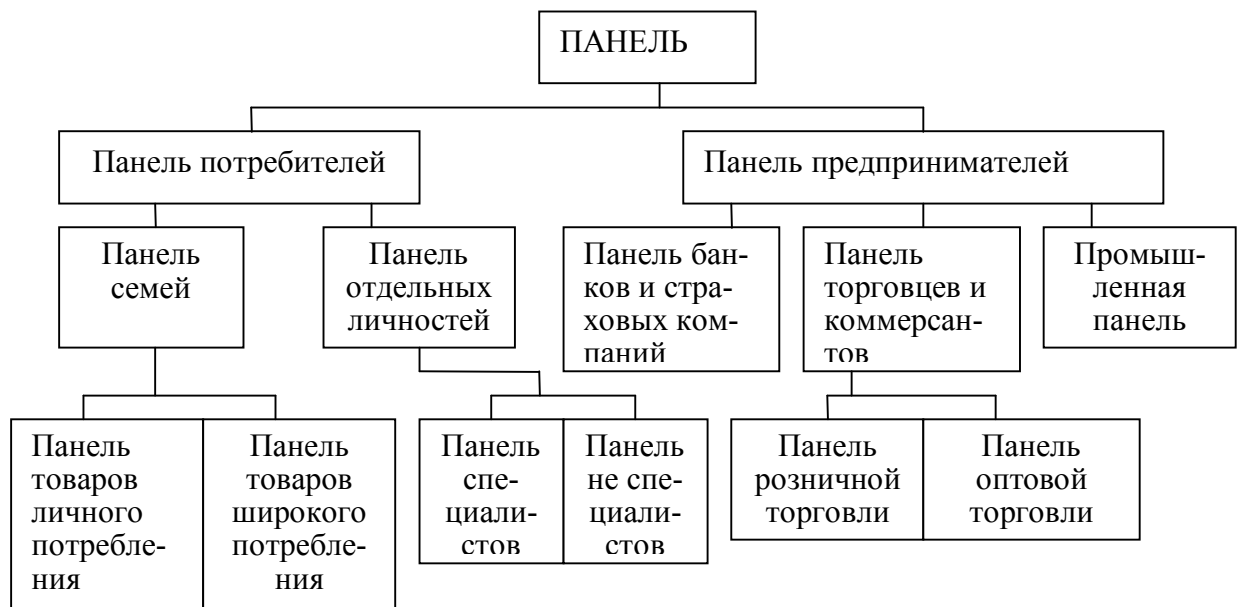 ПАНЕЛЬ
Панель потребителей
Панель предпринимателей
Панель
семей
Панель
отдельных
личностей
Панель бан-
ков и стра-
ховых ком-
паний
Панель
торговцев и
коммерсан-
тов
Промыш-
ленная
панель
Панель
товаров
личного
потребле-
ния
Панель
товаров
широкого
потребле-
ния
Панель
спе-
циали-
стов
Панель
не спе-
циали-
стов
Панель
розничной
торговли
Панель
оптовой
торговли